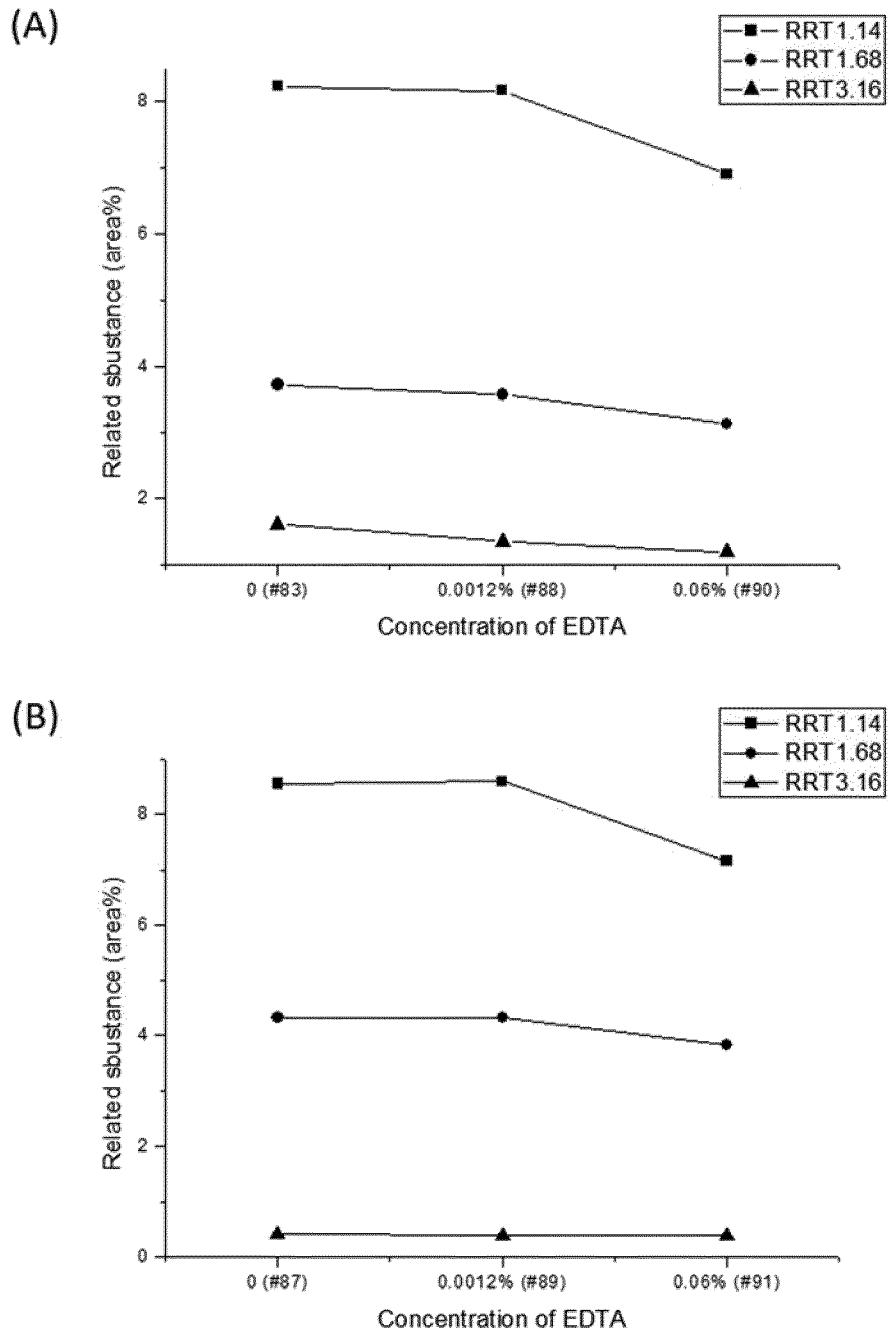 (A)
RRT1.14
RRT1.68
RRT3.16
8
6
4
2
Related sbustance (area%)
0 (#83) 0.0012% (#88) 0.06% (#90)
Concentration of EDTA
(B)
RRT1.14
RRT1.68
RRT3.16
8
6
4
2
0
Related sbustance (area%)
0 (#87) 0.0012% (#89) 0.06% (#91)
Concentration of EDTA